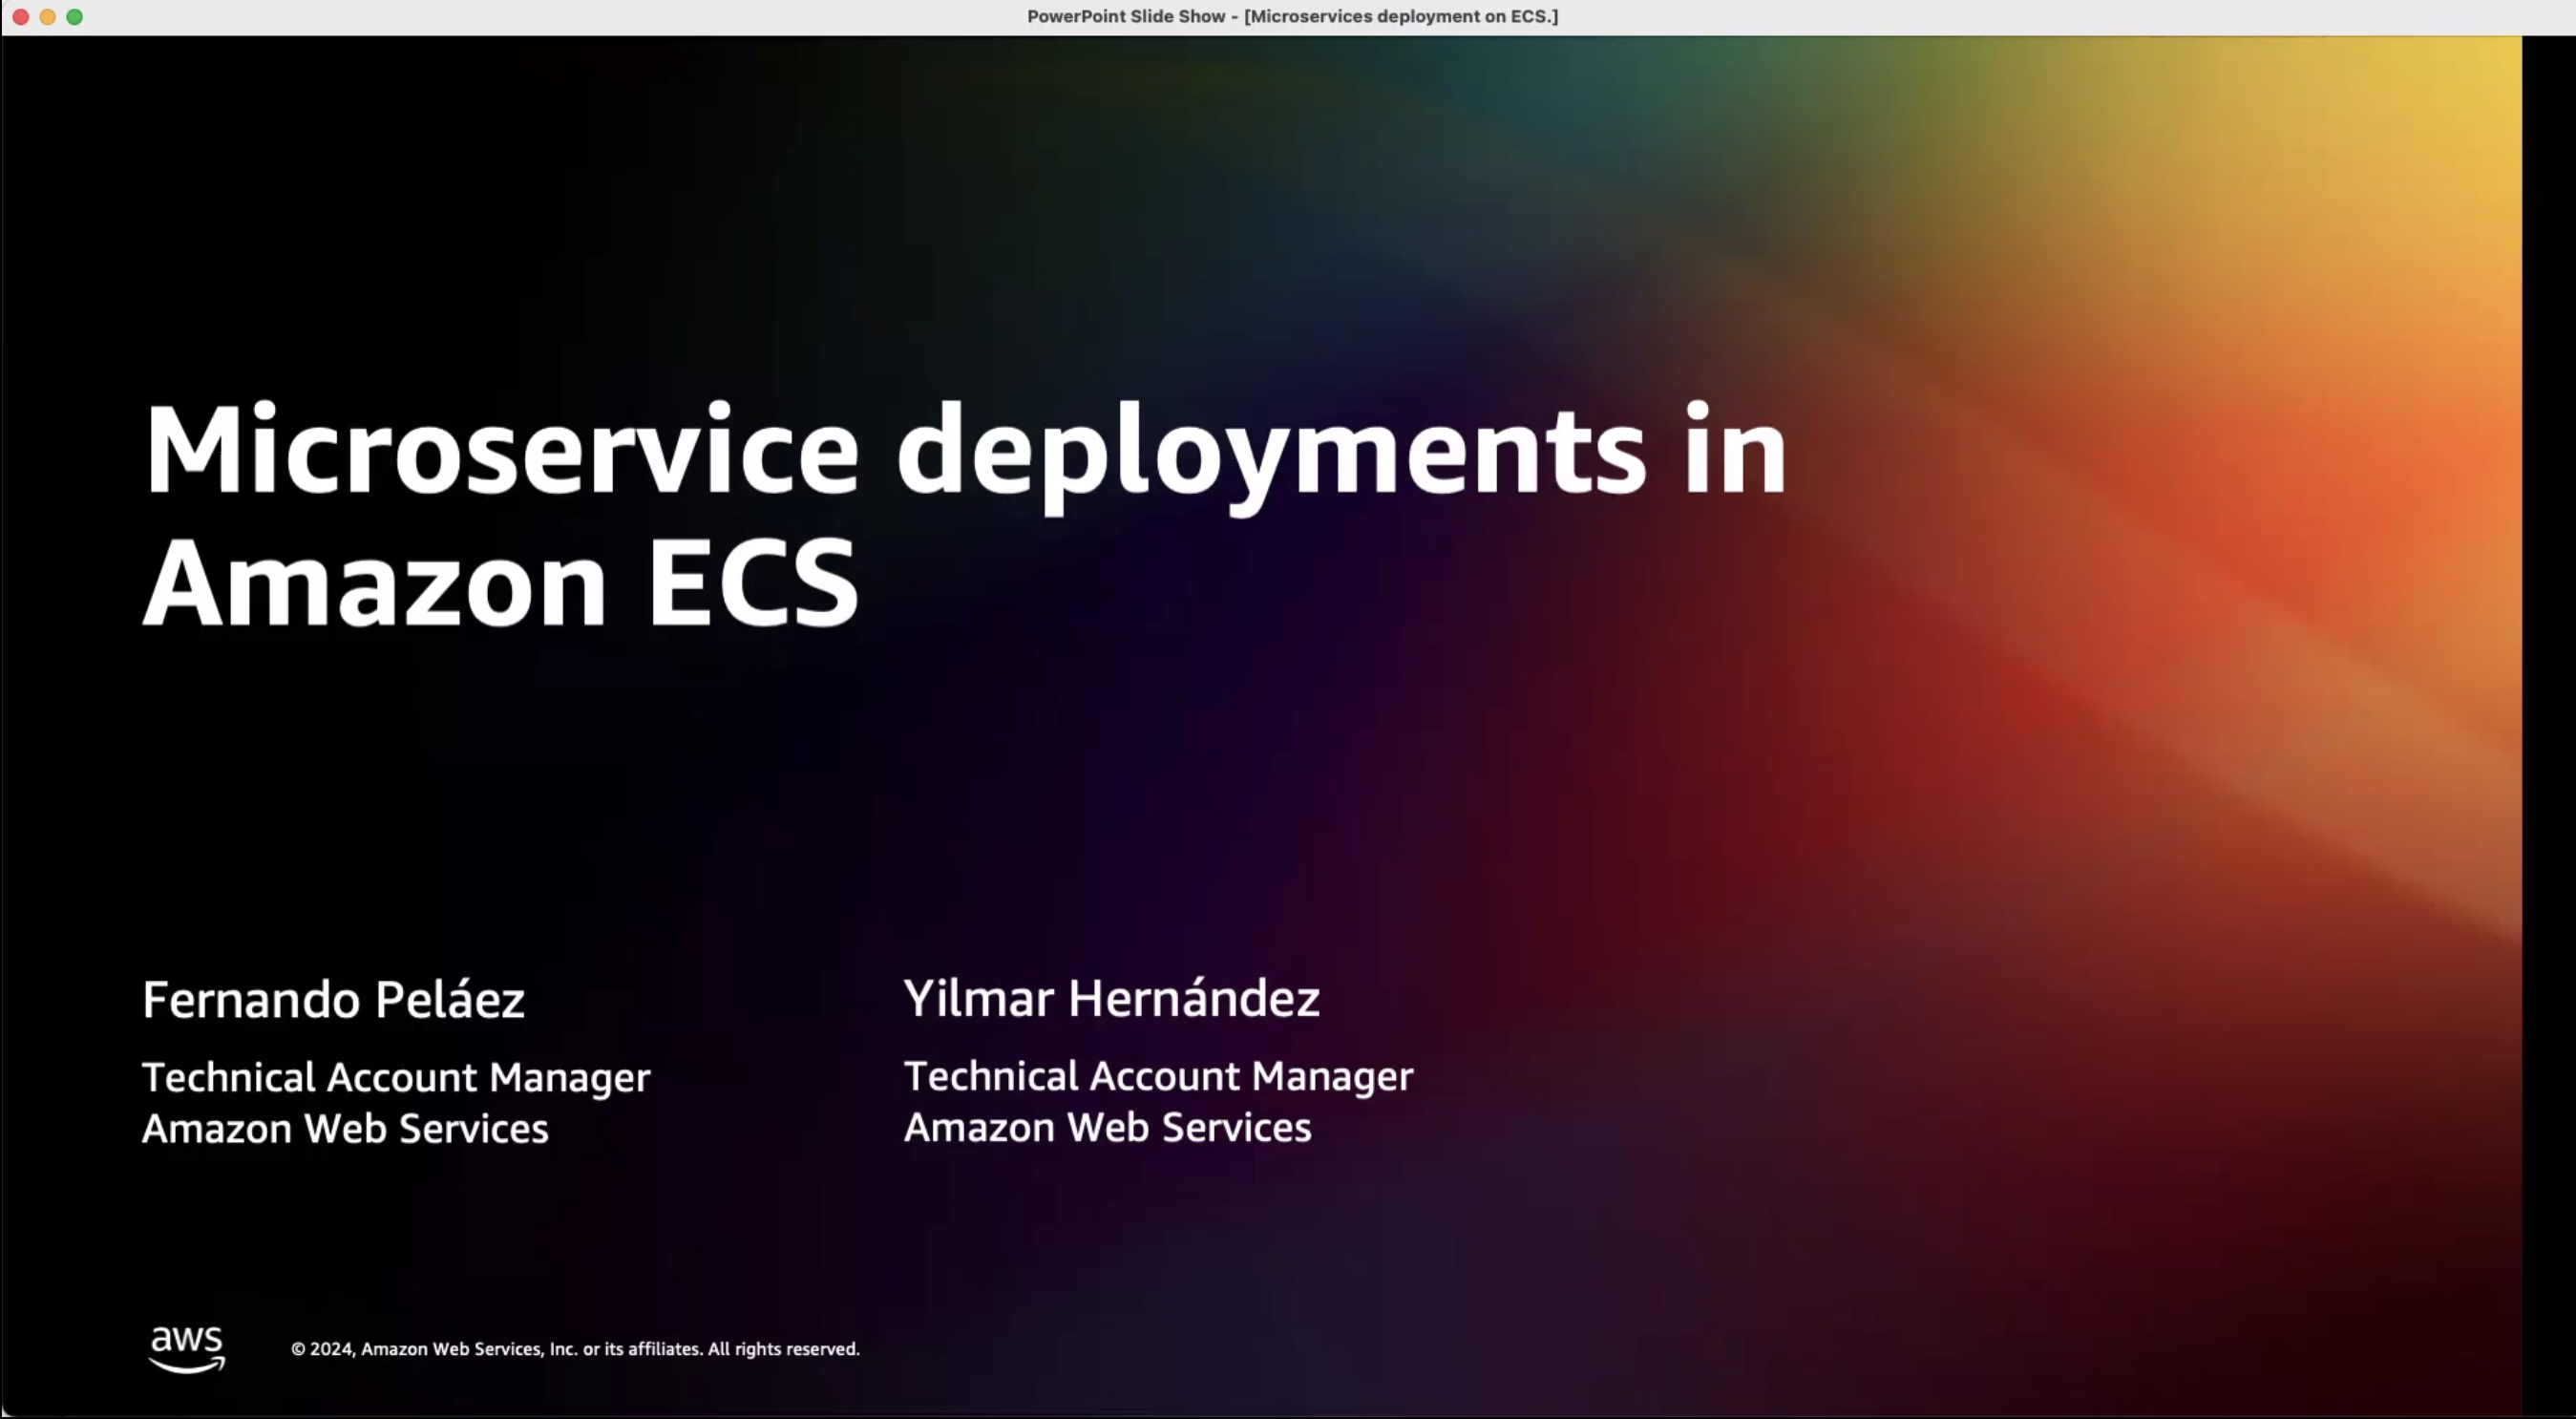 PowerPoint Slide Show - [Microservices deployment on ECS.]
Microservice deployments in
Amazon ECS
Fernando Peláez
Technical Account Manager
Amazon Web Services
Yilmar Hernández
Technical Account Manager
Amazon Web Services
aws
© 2024, Amazon Web Services, Inc. or its affiliates. All rights reserved.